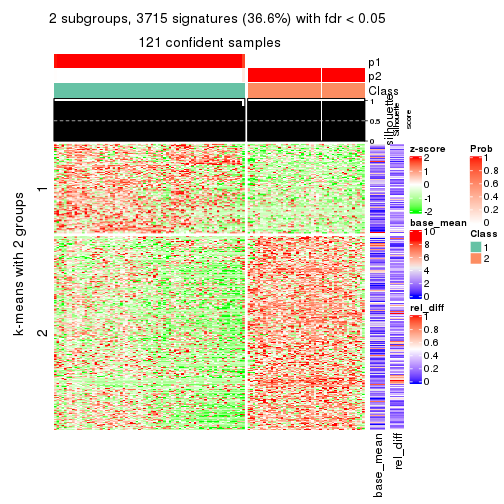 2 subgroups, 3715 signatures (36.6%) with fdr < 0.05
121 confident samples
p1
p2
Class
silhouette
1
0.5
0
Silhouette
score
k-means with 2 groups
1
2
base_mean
rel_diff
z-score
2
1
0
-1
-2
base_mean
10
8
6
4
2
0
rel_diff
1
0.8
0.6
0.4
0.2
0
Prob
1
0.8
0.6
0.4
0.2
0
Class
1
2